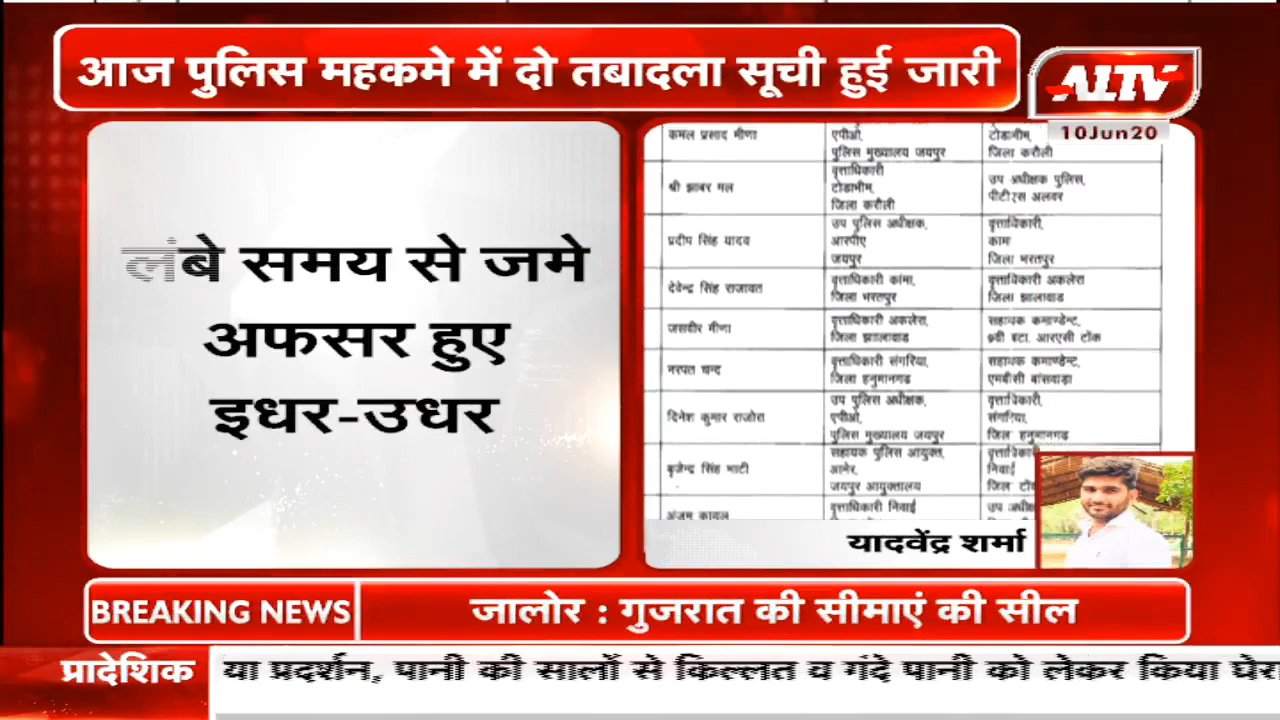 आज पुलिस महकमे में दो तबादला सूची हुई जारी
ALTV
10Jun20
लंबे समय से जमे
अफसर हुए
इधर-उधर
कमल प्रसाद मीणा
एपीओ,
पुलिस मुख्यालय जयपुर
टोडाभीम,
जिला करौली
श्री झाबर मल
वृत्ताधिकारी
टोडाभीम,
जिला करौली
उप अधीक्षक पुलिस,
पीटीएस अलवर
प्रदीप सिंह यादव
उप पुलिस अधीक्षक,
आरपीए
जयपुर
वृत्ताधिकारी,
कामा
जिला भरतपुर
देवेन्द्र सिंह राजावत
वृत्ताधिकारी कांमा,
जिला भरतपुर
वृत्ताधिकारी अकलेरा
जिला झालावाड
जसवीर मीणा
वृत्ताधिकारी अकलेरा,
जिला झालावाड
सहायक कमाण्डेन्ट,
9वीं बटा. आरएसी टोंक
नरपत चन्द
वृत्ताधिकारी संगरिया,
जिला हनुमानगढ
सहायक कमाण्डेन्ट,
एमबीसी बांसवाड़ा
दिनेश कुमार राजोरा
उप पुलिस अधीक्षक,
एपीओ,
पुलिस मुख्यालय जयपुर
वृत्ताधिकारी,
संगरिया,
जिला हनुमानगढ
बृजेन्द्र सिंह भाटी
सहायक पुलिस आयुक्त,
आमेर,
जयपुर आयुक्तालय
वृत्ताधिकारी
निवाई
जिला
अंजुम कायल
वृत्ताधिकारी निवाई
उप
यादवेंद्र शर्मा
BREAKING NEWS
जालोर : गुजरात की सीमाएं की सील
प्रादेशिक
या प्रदर्शन, पानी की सालों से किल्लत व गंदे पानी को लेकर किया घेरा